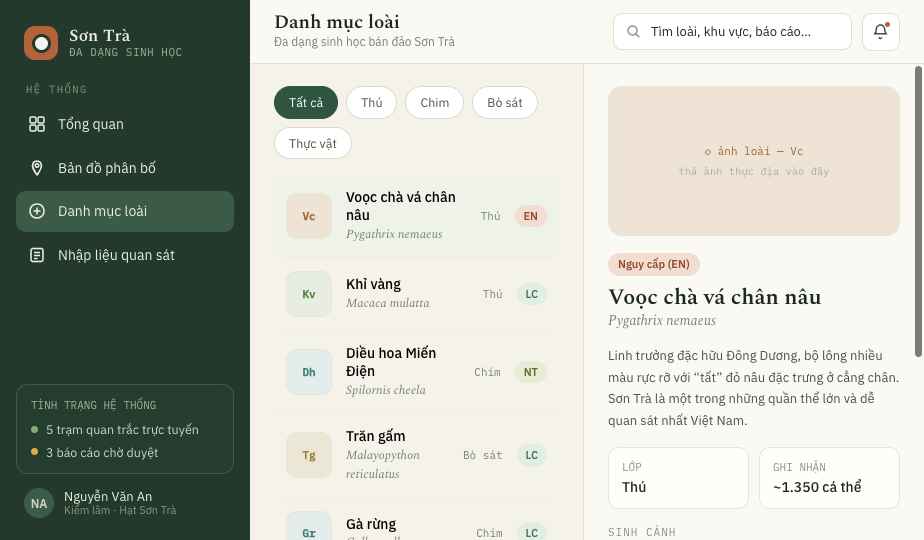 Sơn Trà
ĐA DẠNG SINH HỌC
HỆ THỐNG
Tổng quan
Bản đồ phân bố
Danh mục loài
Nhập liệu quan sát
TÌNH TRẠNG HỆ THỐNG
5 trạm quan trắc trực tuyến
3 báo cáo chờ duyệt
NA
Nguyễn Văn An
Kiểm lâm · Hạt Sơn Trà
Danh mục loài
Đa dạng sinh học bán đảo Sơn Trà
Tìm loài, khu vực, báo cáo…
Tất cả
Thú
Chim
Bò sát
Thực vật
Vc
Voọc chà vá chân
nâu
Pygathrix nemaeus
Thú
EN
Kv
Khỉ vàng
Macaca mulatta
Thú
LC
Dh
Diều hoa Miến
Điện
Spilornis cheela
Chim
NT
Tg
Trăn gấm
Malayopython
reticulatus
Bò sát
LC
Gr
Gà rừng
Chim
LC
◇ ảnh loài — Vc
thả ảnh thực địa vào đây
Nguy cấp (EN)
Voọc chà vá chân nâu
Pygathrix nemaeus
Linh trưởng đặc hữu Đông Dương, bộ lông nhiều
màu rực rỡ với “tất” đỏ nâu đặc trưng ở cẳng chân.
Sơn Trà là một trong những quần thể lớn và dễ
quan sát nhất Việt Nam.
LỚP
Thú
GHI NHẬN
~1.350 cá thể
SINH CẢNH